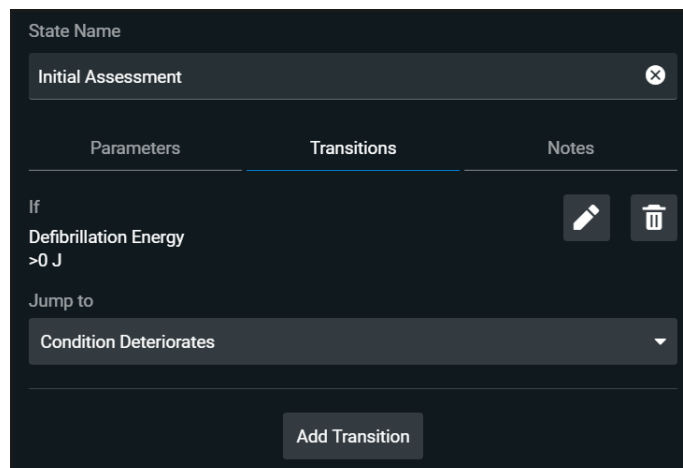 State Name
Initial Assessment
Parameters Transitions Notes
If
Defibrillation Energy
>0 J
Jump to
Condition Deteriorates
Add Transition